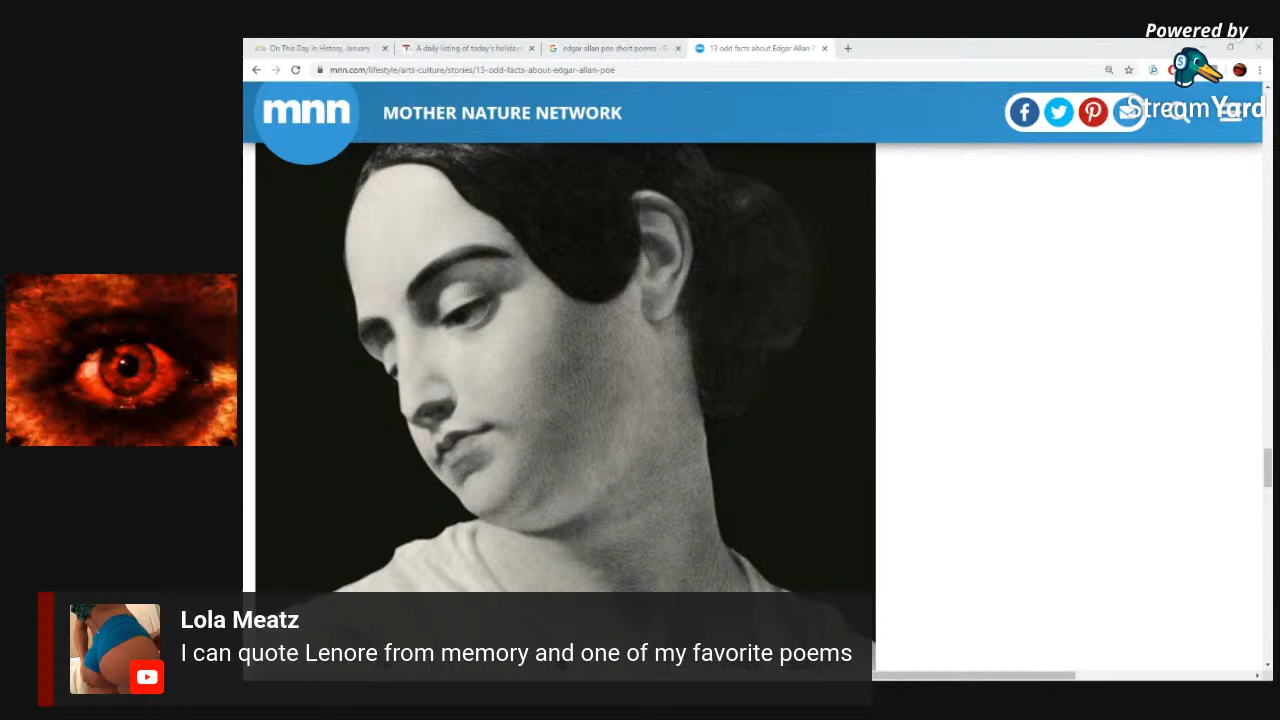 Powered by
StreamYard
On This Day in History, January
A daily listing of today's holiday
edgar allan poe short poems - G
13 odd facts about Edgar Allan P
mnn.com/lifestyle/arts-culture/stories/13-odd-facts-about-edgar-allan-poe
mnn
MOTHER NATURE NETWORK
Lola Meatz
I can quote Lenore from memory and one of my favorite poems